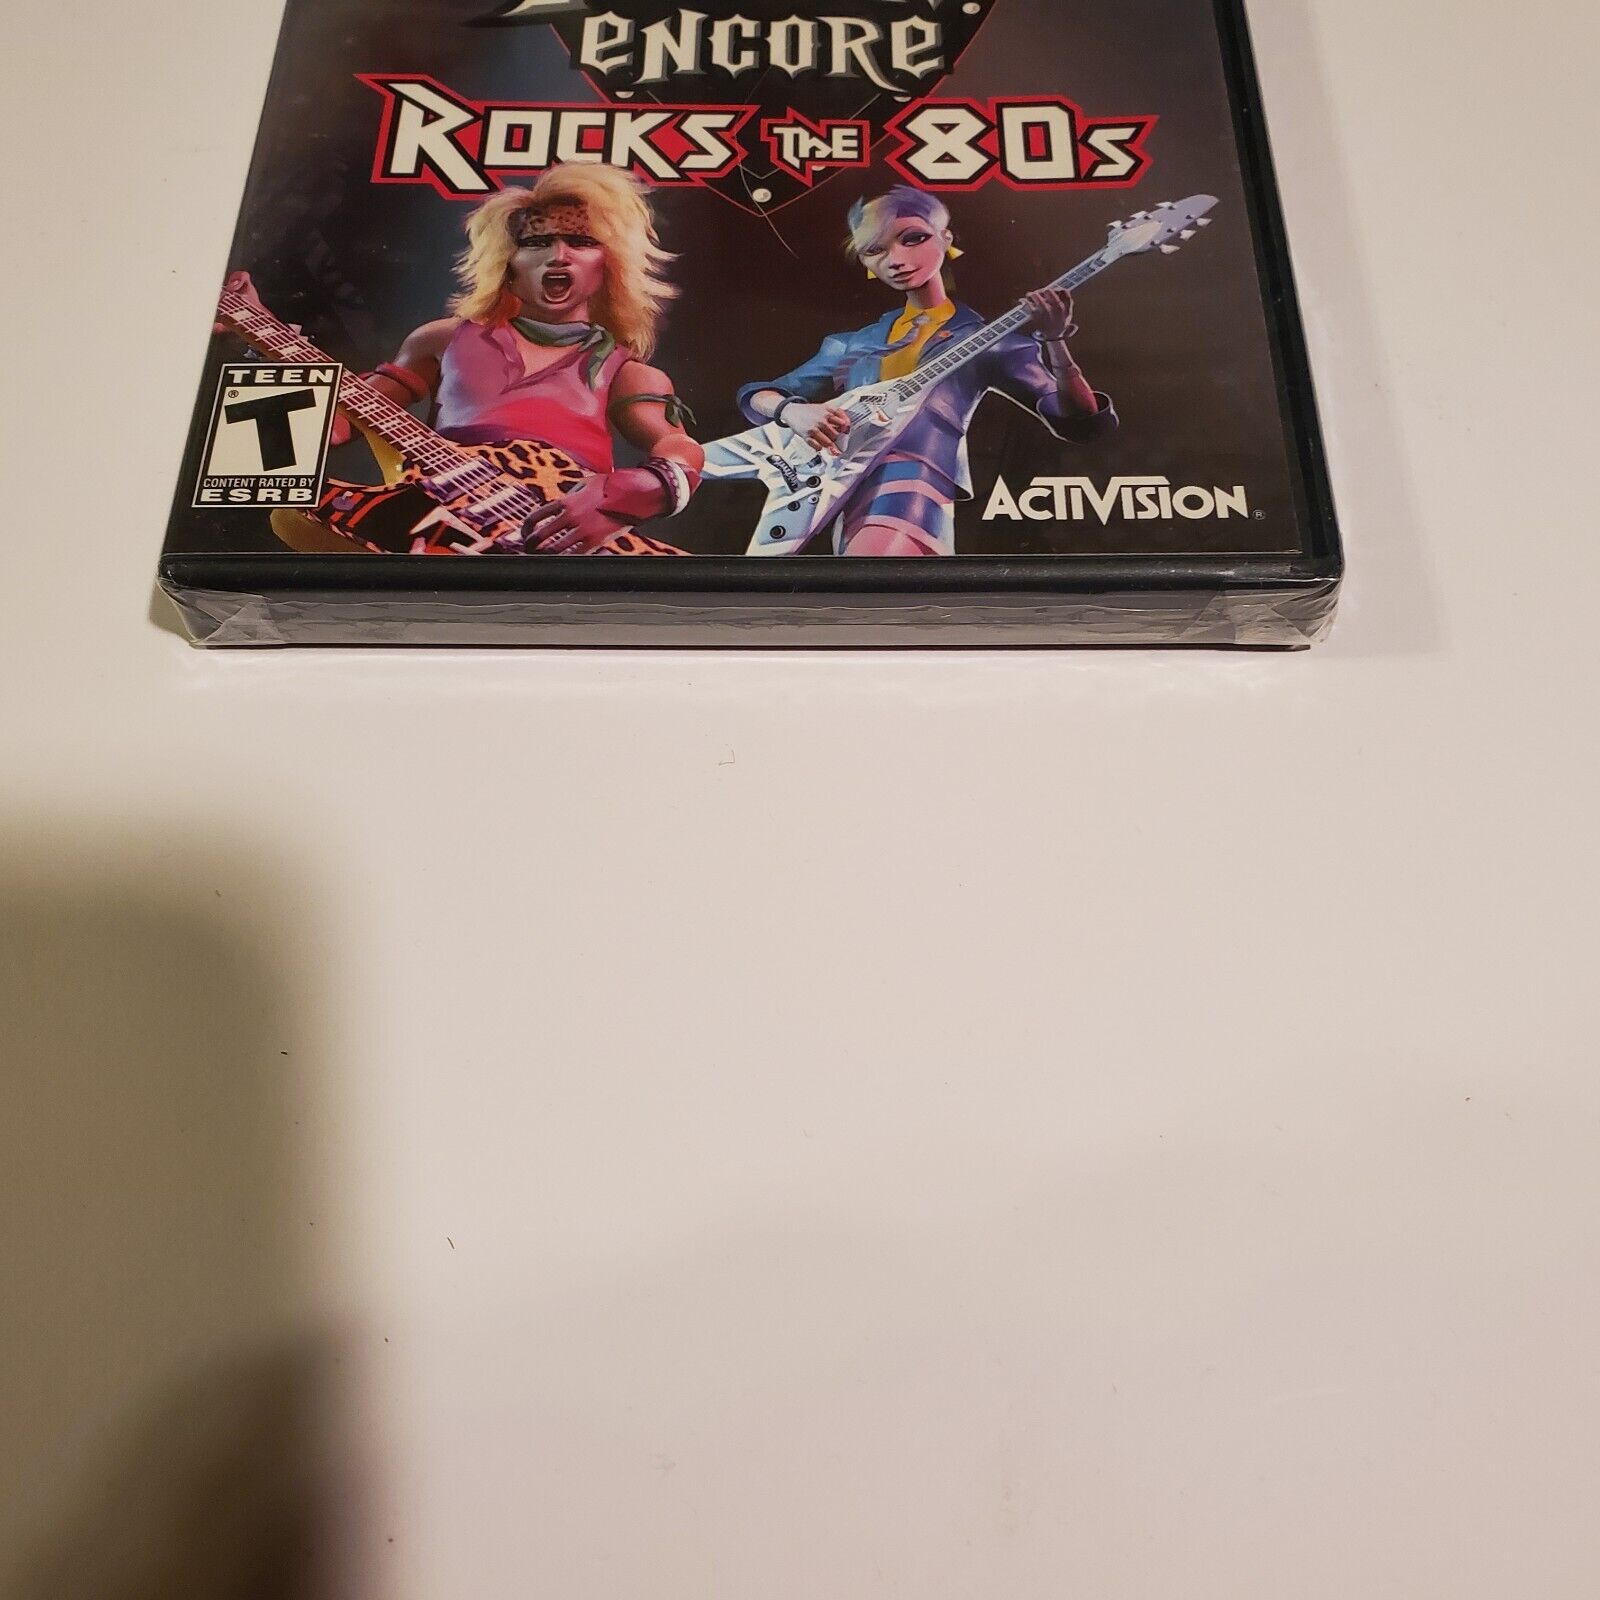 ENCORE
ROCKS THE 80s
TEEN
T
®
CONTENT RATED BY
ESRB
ACTIVISION®